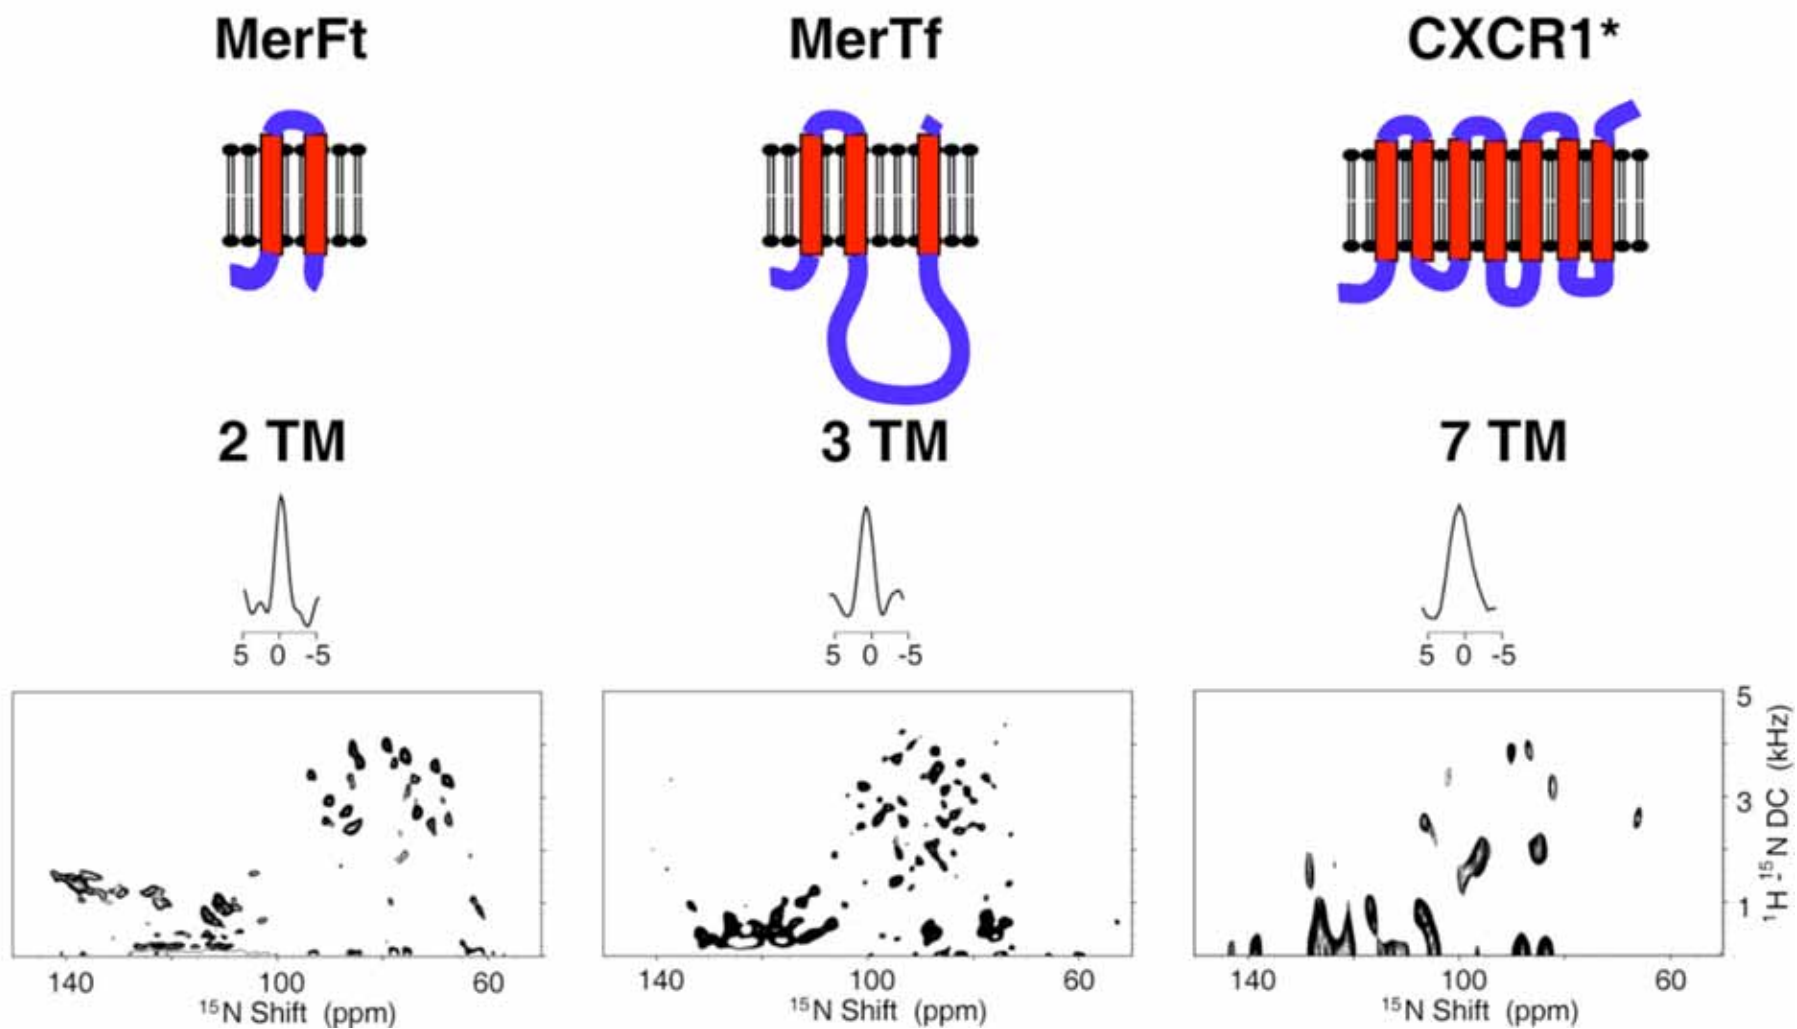 MerFt MerTf CXCR1*
2 TM 3 TM 7 TM
5 0 -5 5 0 -5 5 0 -5
5
3
1
¹H - ¹⁵N DC (kHz)
140 100 60 140 100 60 140 100 60
¹⁵N Shift (ppm) ¹⁵N Shift (ppm) ¹⁵N Shift (ppm)